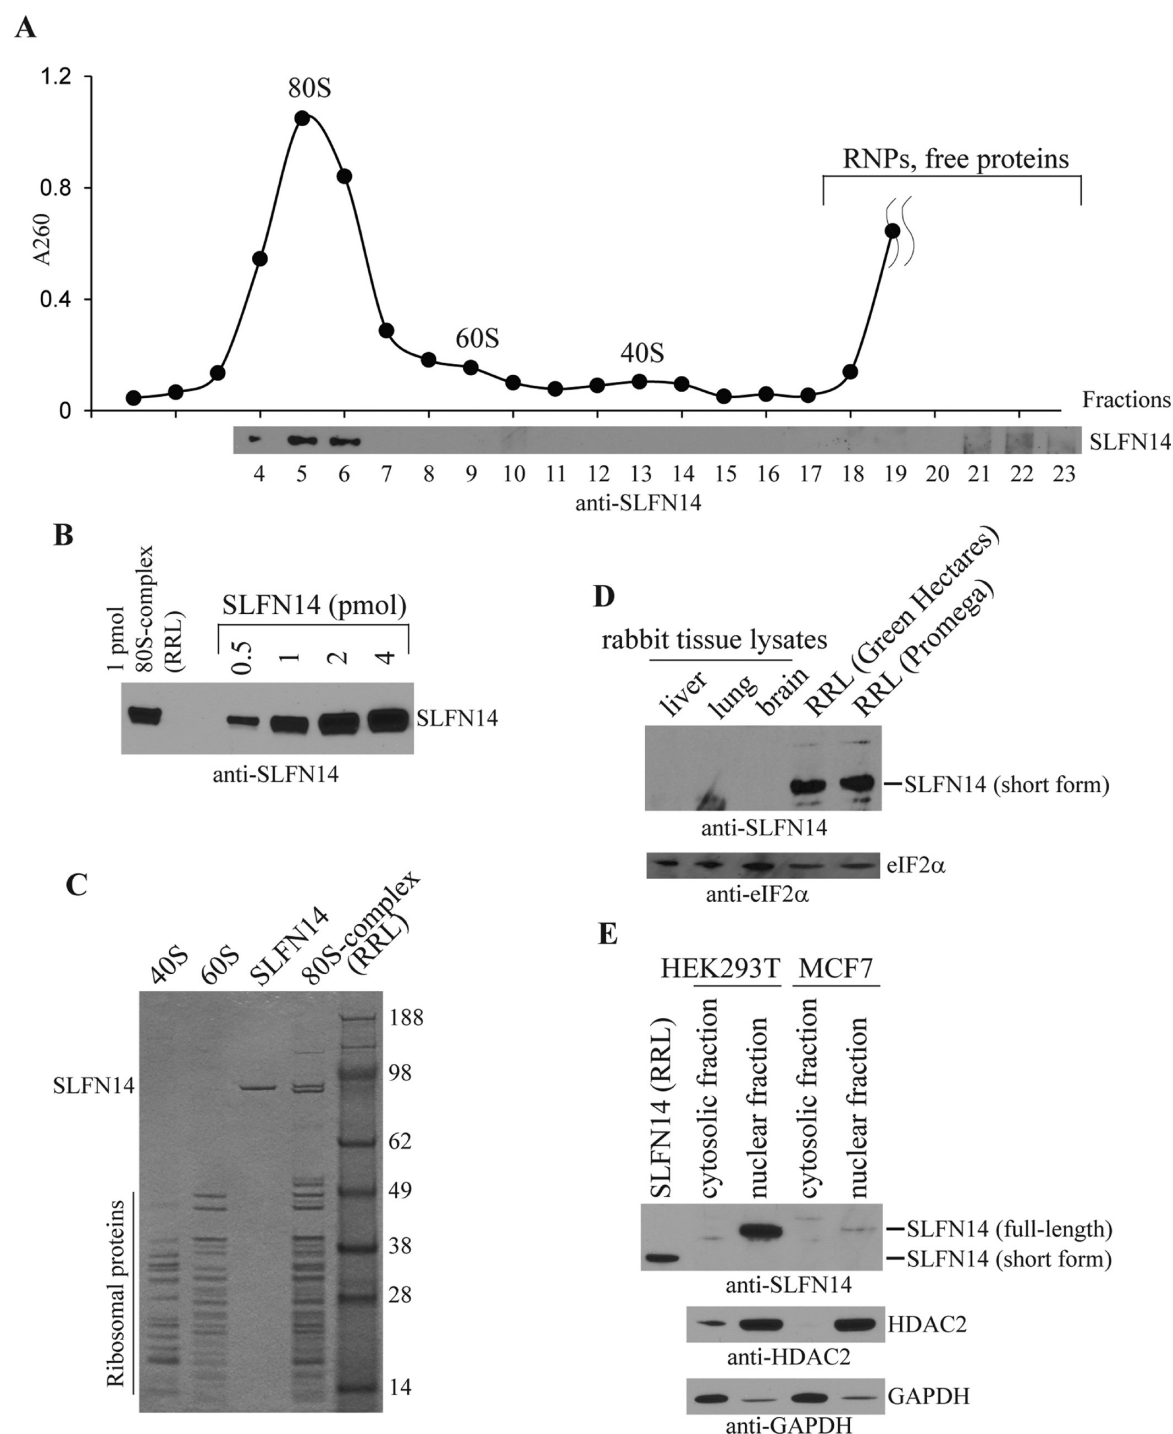 A
1.2
0.8
0.4
0
A260
80S
60S
40S
RNPs, free proteins
Fractions
SLFN14
4 5 6 7 8 9 10 11 12 13 14 15 16 17 18 19 20 21 22 23
anti-SLFN14
B
1 pmol
80S-complex
(RRL)
SLFN14 (pmol)
0.5 1 2 4
SLFN14
anti-SLFN14
C
40S 60S SLFN14 80S-complex
(RRL)
188
98
62
49
38
28
14
SLFN14
Ribosomal proteins
D
rabbit tissue lysates
liver lung brain RRL (Green Hectares) RRL (Promega)
SLFN14 (short form)
anti-SLFN14
eIF2α
anti-eIF2α
E
HEK293T MCF7
SLFN14 (RRL) cytosolic fraction nuclear fraction cytosolic fraction nuclear fraction
SLFN14 (full-length)
SLFN14 (short form)
anti-SLFN14
HDAC2
anti-HDAC2
GAPDH
anti-GAPDH